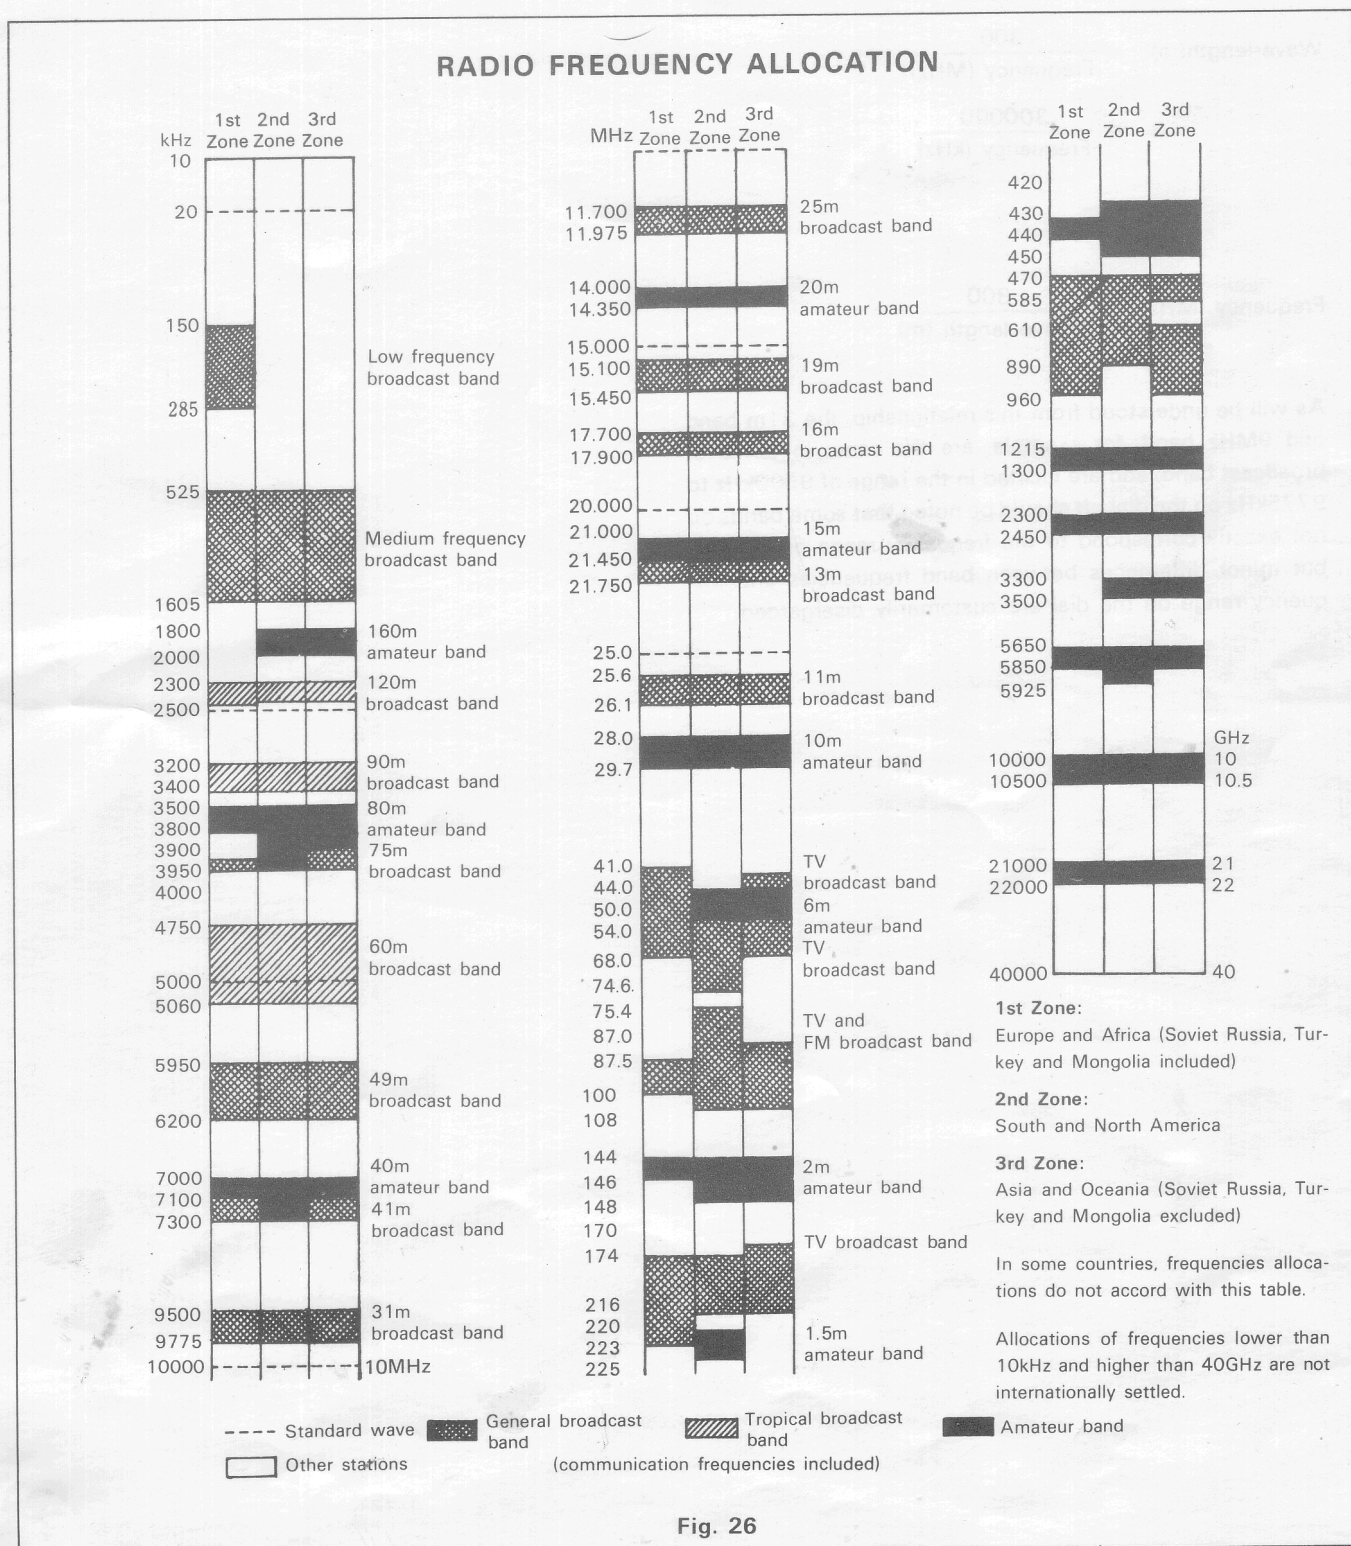 RADIO FREQUENCY ALLOCATION
kHz
1st Zone
2nd Zone
3rd Zone
10
20
150
Low frequency
broadcast band
285
525
Medium frequency
broadcast band
1605
1800
160m
2000
amateur band
2300
120m
broadcast band
2500
3200
90m
3400
broadcast band
3500
80m
3800
amateur band
3900
75m
3950
broadcast band
4000
4750
60m
broadcast band
5000
5060
5950
49m
broadcast band
6200
40m
7000
amateur band
7100
41m
7300
broadcast band
9500
31m
9775
broadcast band
10000
10MHz
MHz
1st Zone
2nd Zone
3rd Zone
11.700
25m
11.975
broadcast band
14.000
20m
14.350
amateur band
15.000
15.100
19m
15.450
broadcast band
17.700
16m
17.900
broadcast band
20.000
21.000
15m
amateur band
21.450
13m
21.750
broadcast band
25.0
25.6
11m
26.1
broadcast band
28.0
10m
29.7
amateur band
41.0
TV
44.0
broadcast band
50.0
6m
54.0
amateur band
TV
68.0
broadcast band
74.6.
75.4
TV and
87.0
FM broadcast band
87.5
100
108
144
2m
146
amateur band
148
170
TV broadcast band
174
216
220
1.5m
223
amateur band
225
1st Zone
2nd Zone
3rd Zone
420
430
440
450
470
585
610
890
960
1215
1300
2300
2450
3300
3500
5650
5850
5925
GHz
10000
10
10500
10.5
21000
21
22000
22
40000
40
1st Zone:
Europe and Africa (Soviet Russia, Tur-
key and Mongolia included)
2nd Zone:
South and North America
3rd Zone:
Asia and Oceania (Soviet Russia, Tur-
key and Mongolia excluded)
In some countries, frequencies alloca-
tions do not accord with this table.
Allocations of frequencies lower than
10kHz and higher than 40GHz are not
internationally settled.
Standard wave
General broadcast
band
Tropical broadcast
band
Amateur band
Other stations
(communication frequencies included)
Fig. 26